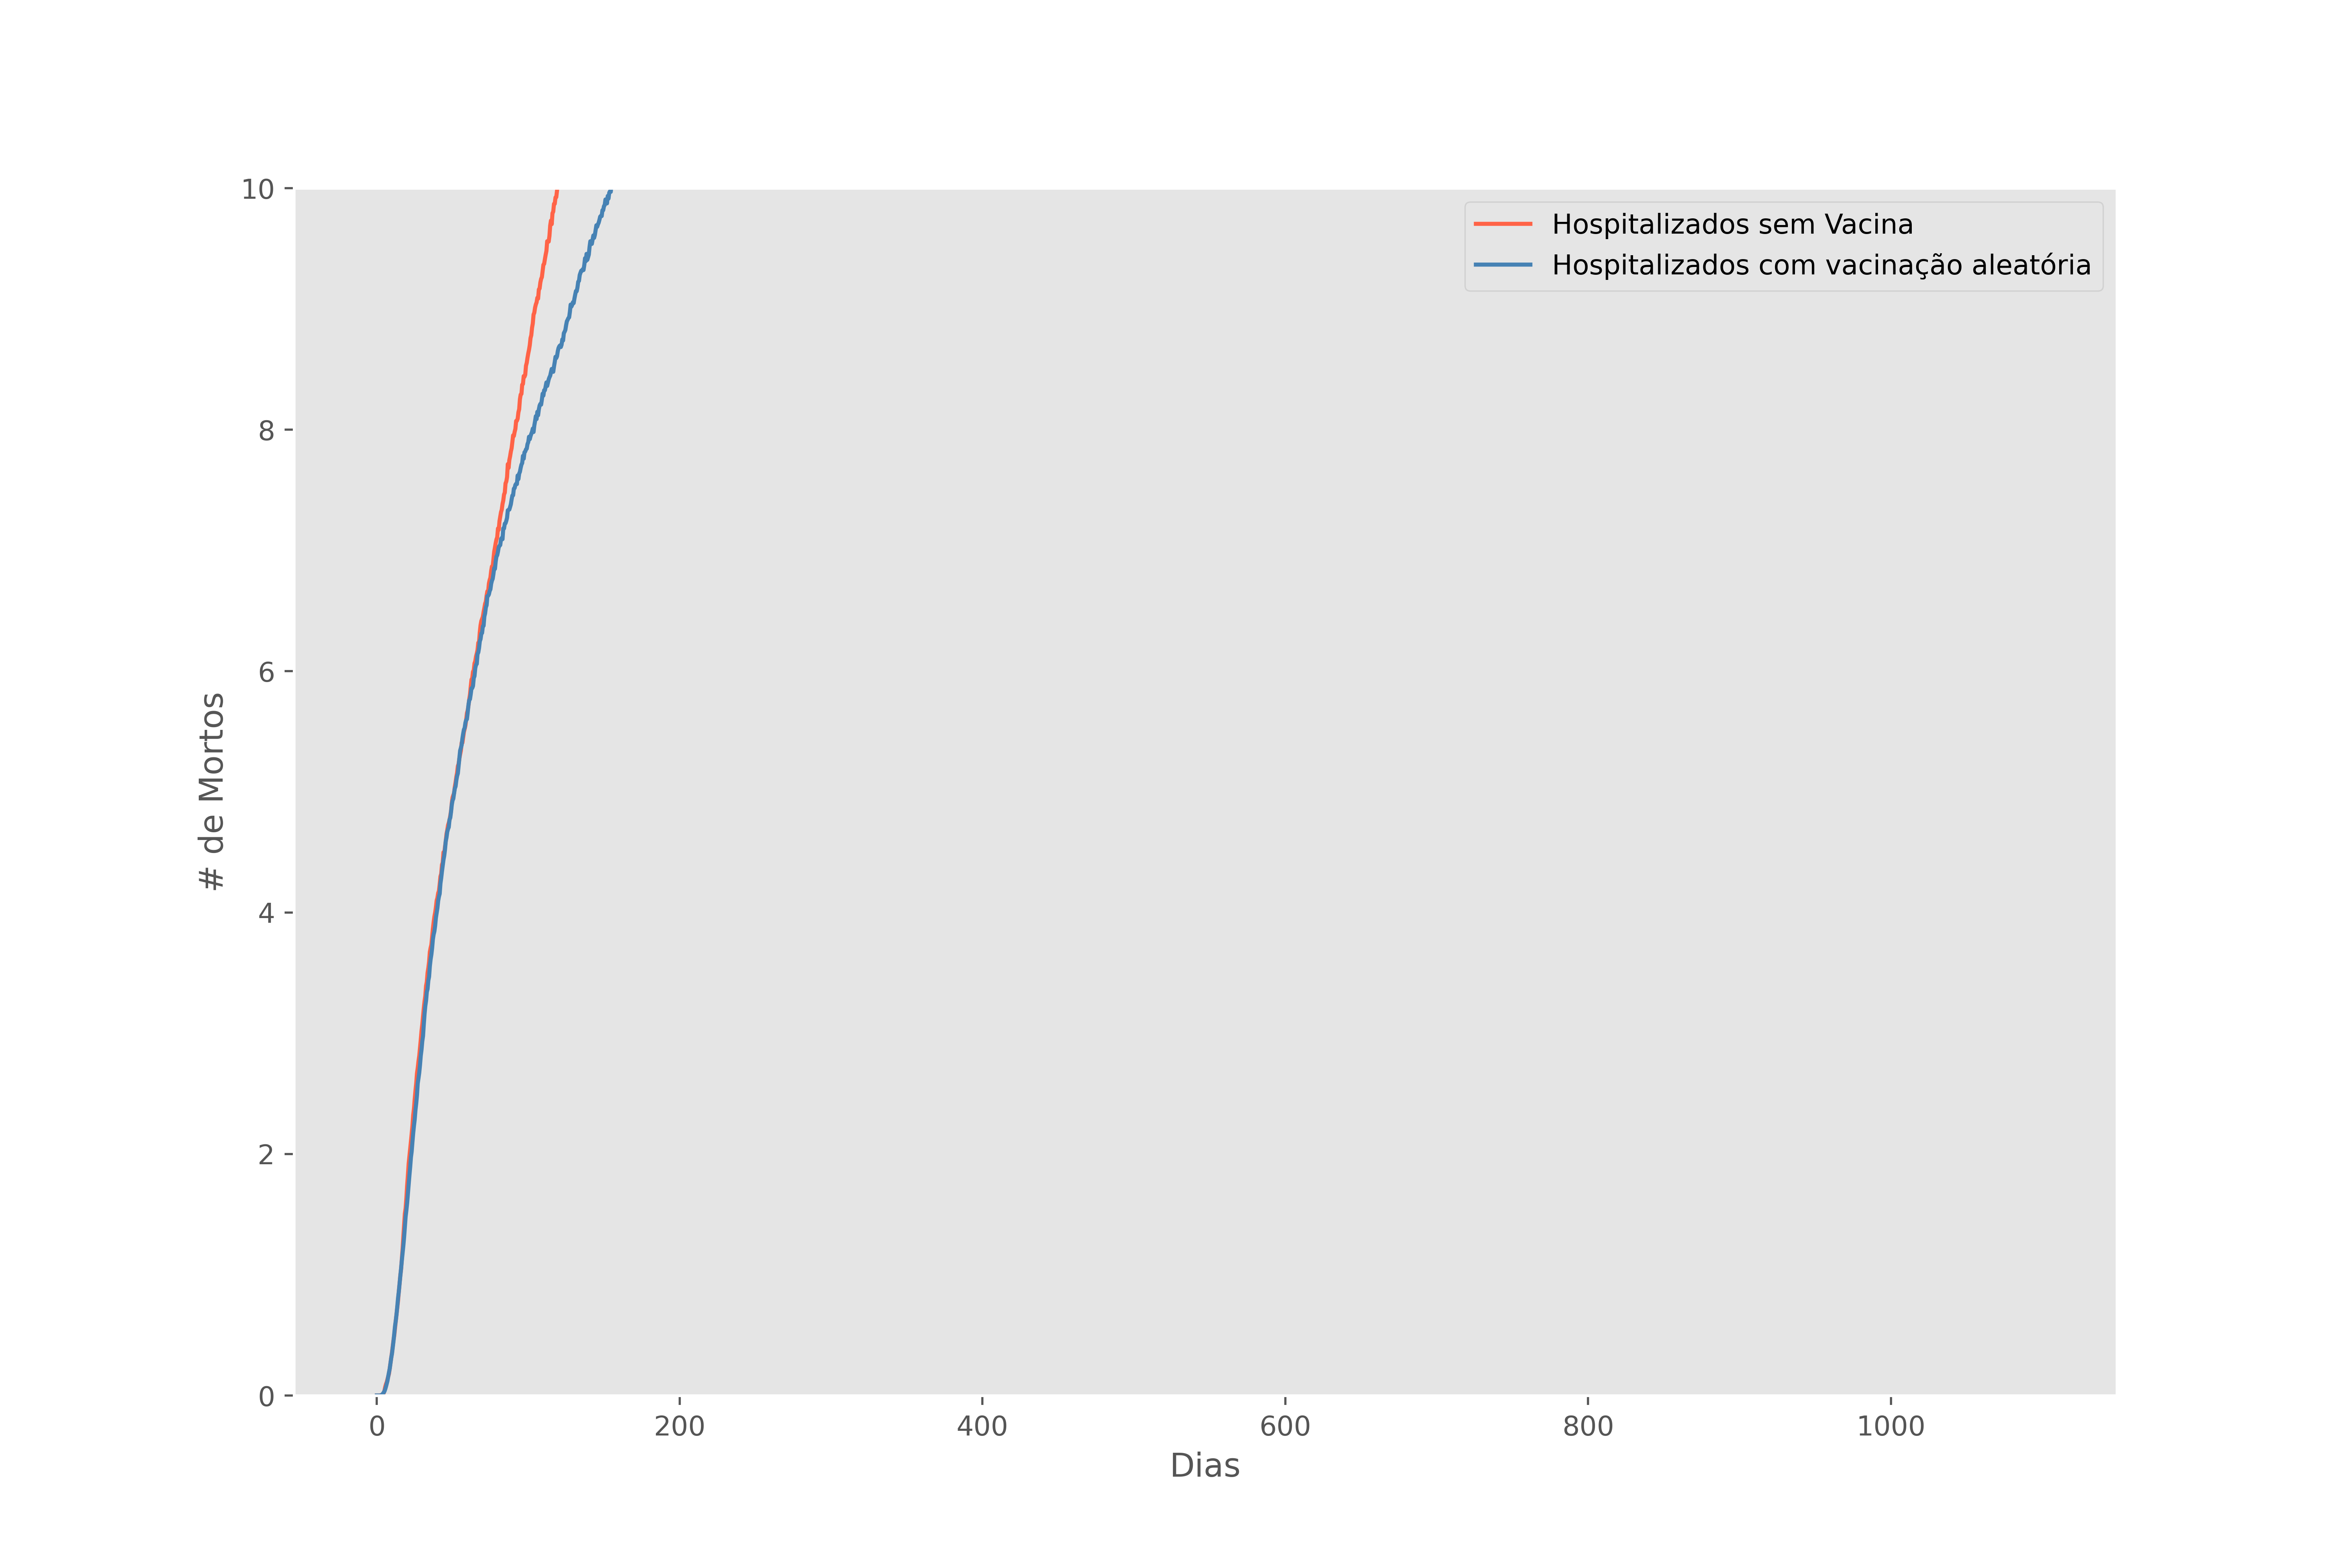 10
8
6
4
2
0
# de Mortos
Hospitalizados sem Vacina
Hospitalizados com vacinação aleatória
0 200 400 600 800 1000
Dias